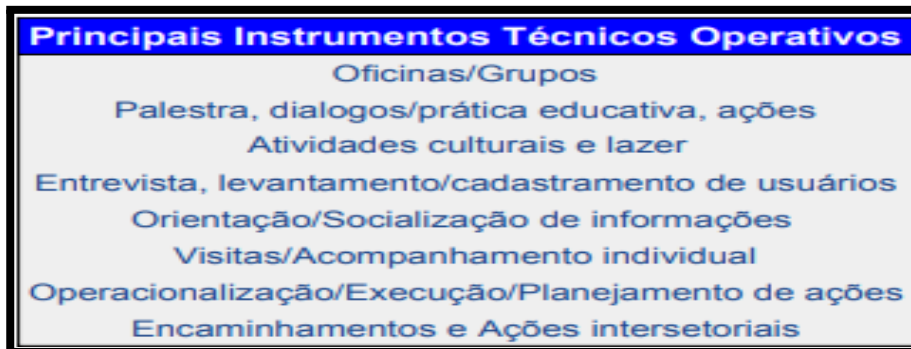 Principais Instrumentos Técnicos Operativos
Oficinas/Grupos
Palestra, dialogos/prática educativa, ações
Atividades culturais e lazer
Entrevista, levantamento/cadastramento de usuários
Orientação/Socialização de informações
Visitas/Acompanhamento individual
Operacionalização/Execução/Planejamento de ações
Encaminhamentos e Ações intersetoriais